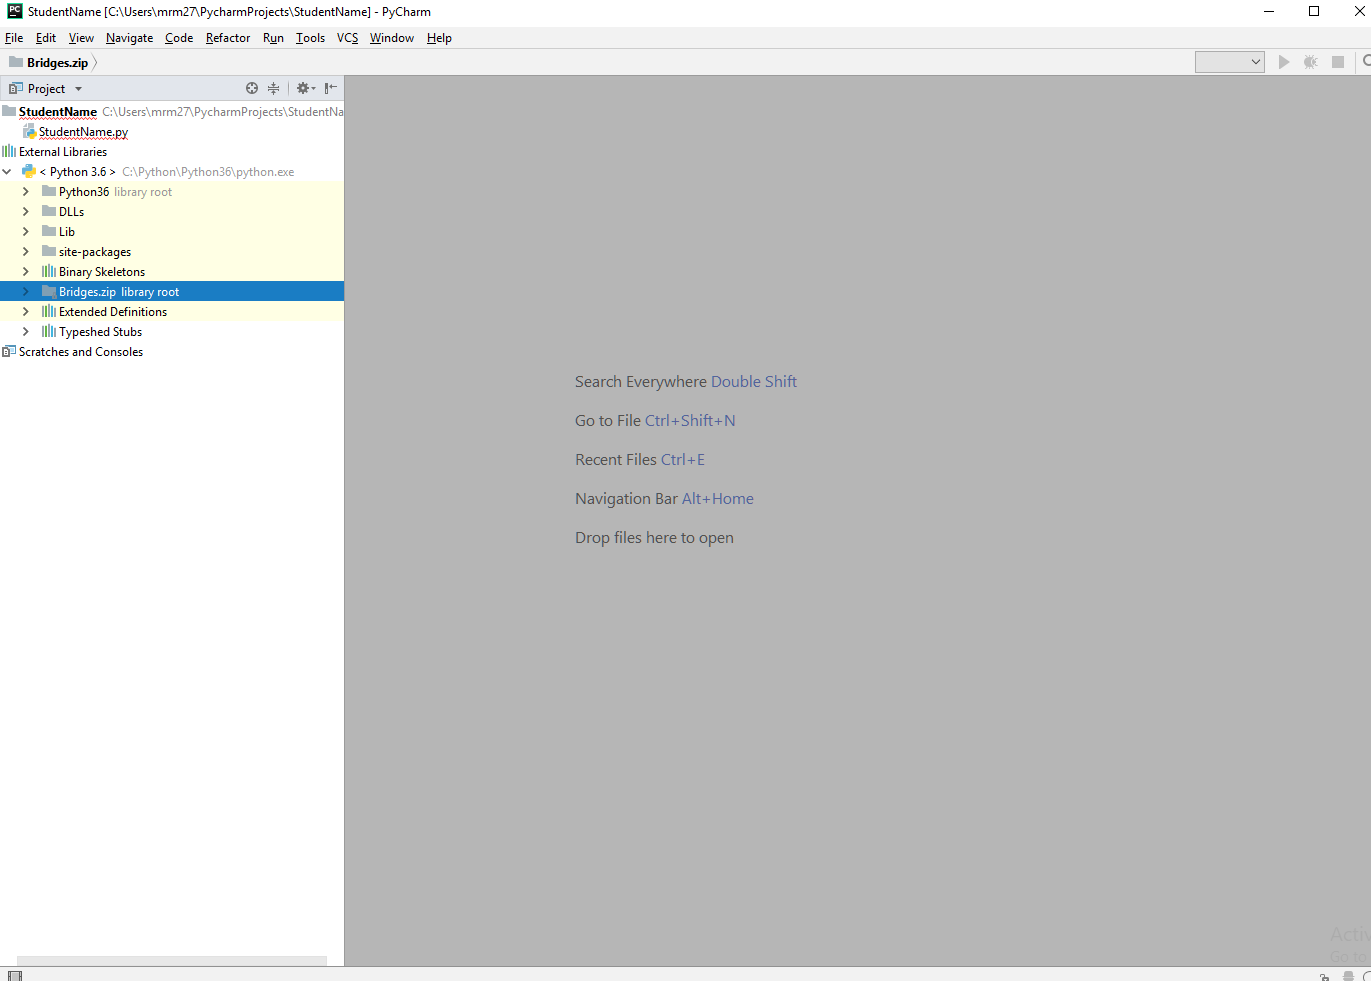 PC StudentName [C:\Users\mrm27\PycharmProjects\StudentName] - PyCharm
File Edit View Navigate Code Refactor Run Tools VCS Window Help
Bridges.zip
Project
StudentName C:\Users\mrm27\PycharmProjects\StudentNa
StudentName.py
External Libraries
< Python 3.6 > C:\Python\Python36\python.exe
Python36 library root
DLLs
Lib
site-packages
Binary Skeletons
Bridges.zip library root
Extended Definitions
Typeshed Stubs
Scratches and Consoles
Search Everywhere Double Shift
Go to File Ctrl+Shift+N
Recent Files Ctrl+E
Navigation Bar Alt+Home
Drop files here to open
Activ
Go to